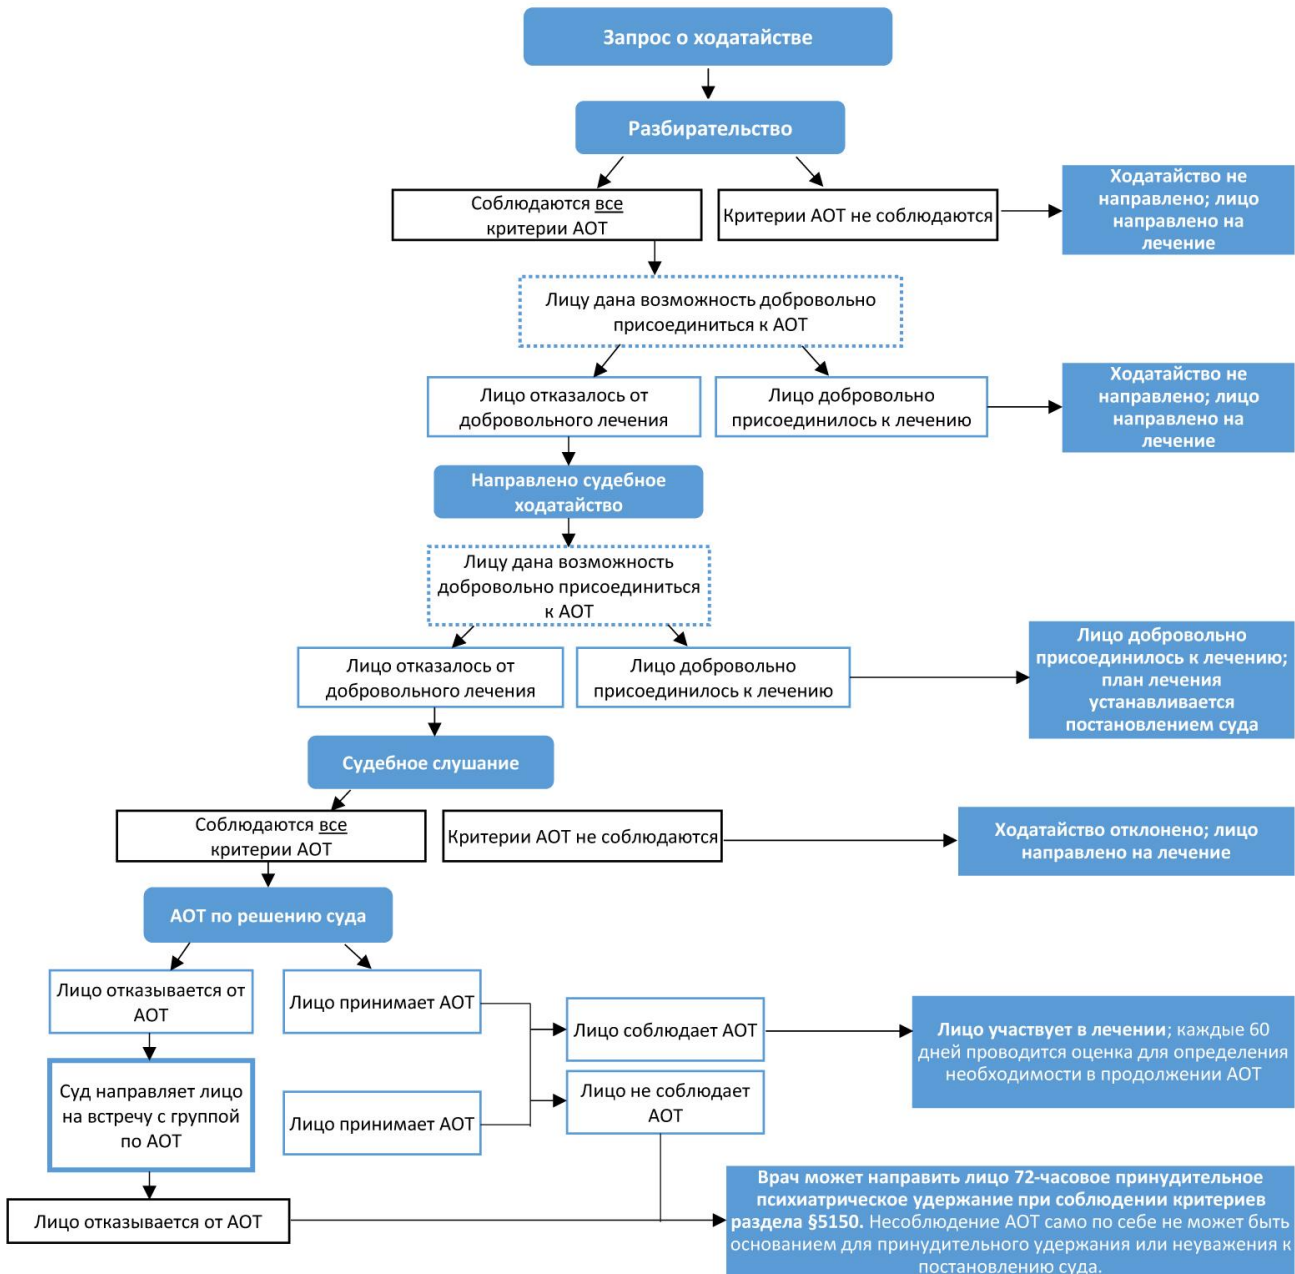 Запрос о ходатайстве
Разбирательство
Соблюдаются все
критерии АОТ
Критерии АОТ не соблюдаются
Ходатайство не
направлено; лицо
направлено на
лечение
Лицу дана возможность добровольно
присоединиться к АОТ
Лицо отказалось от
добровольного лечения
Лицо добровольно
присоединилось к лечению
Ходатайство не
направлено; лицо
направлено на
лечение
Направлено судебное
ходатайство
Лицу дана возможность
добровольно присоединиться
к АОТ
Лицо отказалось от
добровольного лечения
Лицо добровольно
присоединилось к лечению
Лицо добровольно
присоединилось к лечению;
план лечения
устанавливается
постановлением суда
Судебное слушание
Соблюдаются все
критерии АОТ
Критерии АОТ не соблюдаются
Ходатайство отклонено; лицо
направлено на лечение
АОТ по решению суда
Лицо отказывается от
АОТ
Лицо принимает АОТ
Лицо соблюдает АОТ
Лицо участвует в лечении; каждые 60
дней проводится оценка для определения
необходимости в продолжении АОТ
Суд направляет лицо
на встречу с группой
по АОТ
Лицо принимает АОТ
Лицо не соблюдает
АОТ
Лицо отказывается от АОТ
Врач может направить лицо 72-часовое принудительное
психиатрическое удержание при соблюдении критериев
раздела §5150. Несоблюдение АОТ само по себе не может быть
основанием для принудительного удержания или неуважения к
постановлению суда.